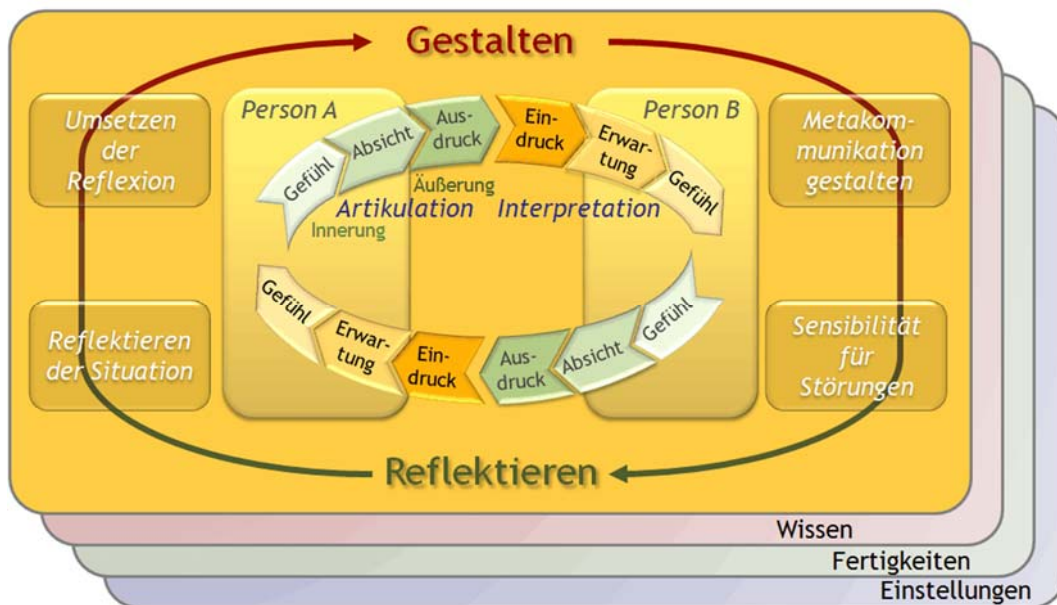 Gestalten
Umsetzen
der
Reflexion
Person A
Person B
Metakom-
munikation
gestalten
Gefühl
Absicht
Aus-
druck
Ein-
druck
Erwar-
tung
Gefühl
Äußerung
Artikulation
Interpretation
Innerung
Gefühl
Erwar-
tung
Ein-
druck
Aus-
druck
Absicht
Gefühl
Reflektieren
der Situation
Sensibilität
für
Störungen
Reflektieren
Wissen
Fertigkeiten
Einstellungen